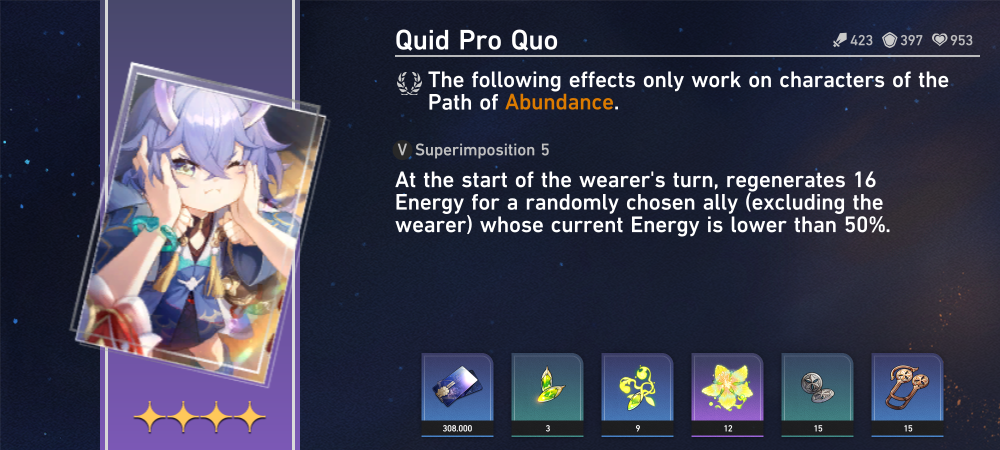 Quid Pro Quo
423 397 953
The following effects only work on characters of the
Path of Abundance.
V Superimposition 5
At the start of the wearer's turn, regenerates 16
Energy for a randomly chosen ally (excluding the
wearer) whose current Energy is lower than 50%.
308.000 3 9 12 15 15